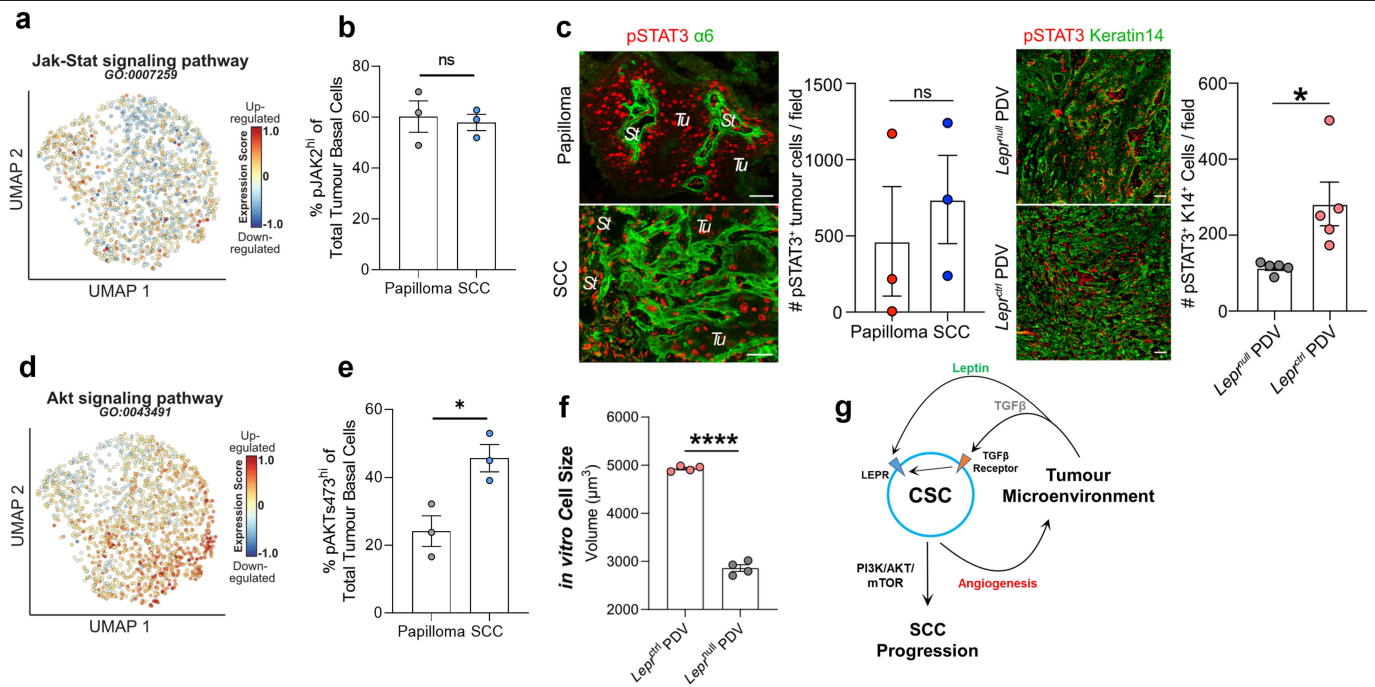 a
Jak-Stat signaling pathway
GO:0007259
UMAP 2
UMAP 1
Up-
regulated
Expression Score
1.0
0
-1.0
Down-
regulated
b
ns
% pJAK2hi of
Total Tumour Basal Cells
80
60
40
20
0
Papilloma SCC
c
pSTAT3 α6
Papilloma
St
Tu
St
Tu
SCC
St
Tu
St
Tu
# pSTAT3+ tumour cells / field
1500
1000
500
0
ns
Papilloma SCC
pSTAT3 Keratin14
Leprnull PDV
Leprctrl PDV
# pSTAT3+ K14+ Cells / field
600
400
200
0
*
Leprnull PDV
Leprctrl PDV
d
Akt signaling pathway
GO:0043491
UMAP 2
UMAP 1
Up-
egulated
Expression Score
1.0
0
-1.0
Down-
egulated
e
*
% pAKTs473hi of
Total Tumour Basal Cells
60
40
20
0
Papilloma SCC
f
in vitro Cell Size
Volume (µm3)
6000
5000
4000
3000
2000
****
Leprctrl PDV
Leprnull PDV
g
Leptin
TGFβ
LEPR
TGFβ
Receptor
CSC
Tumour
Microenvironment
PI3K/AKT/
mTOR
Angiogenesis
SCC
Progression